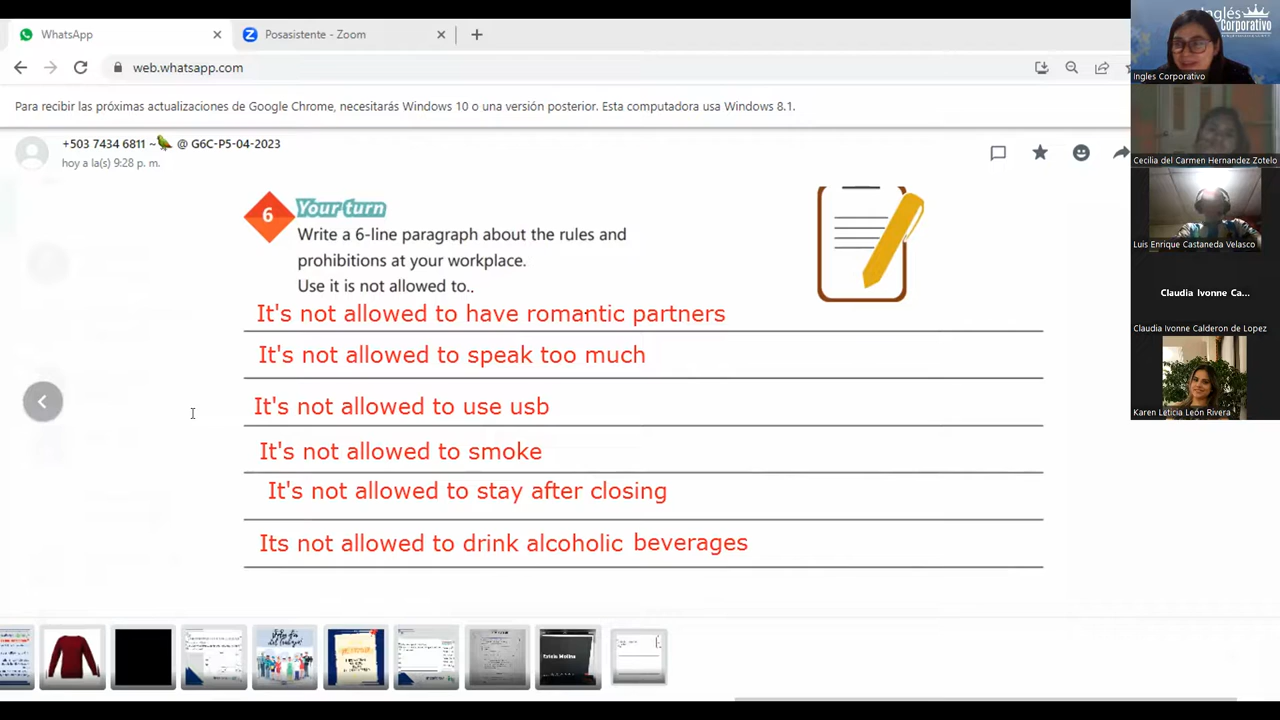 WhatsApp
Posasistente - Zoom
web.whatsapp.com
Para recibir las próximas actualizaciones de Google Chrome, necesitarás Windows 10 o una versión posterior. Esta computadora usa Windows 8.1.
+503 7434 6811 ~ @ G6C-P5-04-2023
hoy a la(s) 9:28 p. m.
6 Your turn
Write a 6-line paragraph about the rules and
prohibitions at your workplace.
Use it is not allowed to..
It's not allowed to have romantic partners
It's not allowed to speak too much
It's not allowed to use usb
It's not allowed to smoke
It's not allowed to stay after closing
Its not allowed to drink alcoholic beverages
Estela Molina
Inglés
Corporativo
Ingles Corporativo
Cecilia del Carmen Hernandez Zotelo
Luis Enrique Castaneda Velasco
Claudia Ivonne Ca...
Claudia Ivonne Calderon de Lopez
Karen Leticia León Rivera